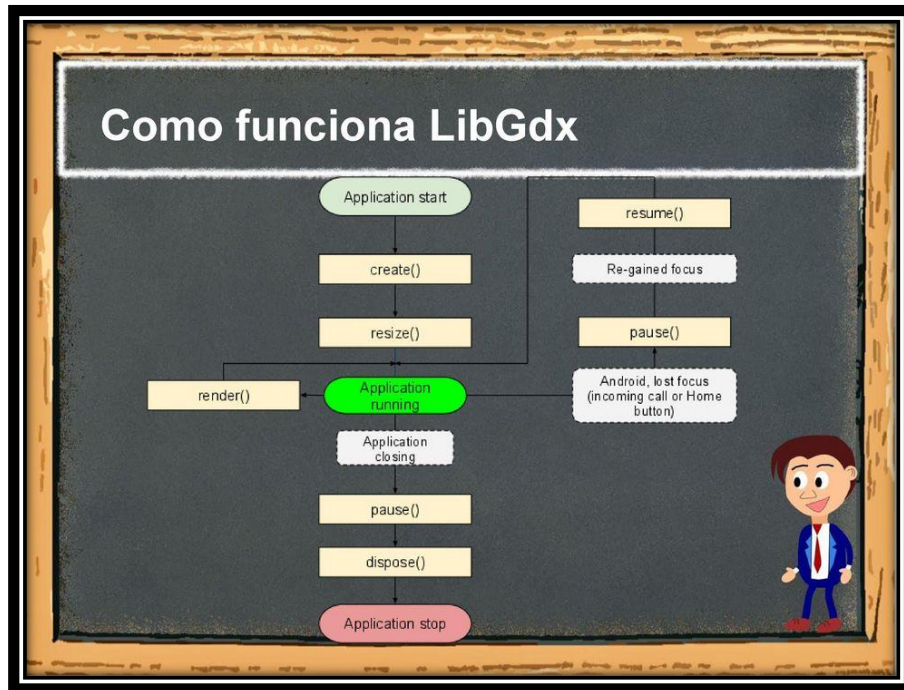 Como funciona LibGdx
Application start
create()
resize()
render()
Application
running
Application
closing
pause()
dispose()
Application stop
resume()
Re-gained focus
pause()
Android, lost focus
(incoming call or Home
button)